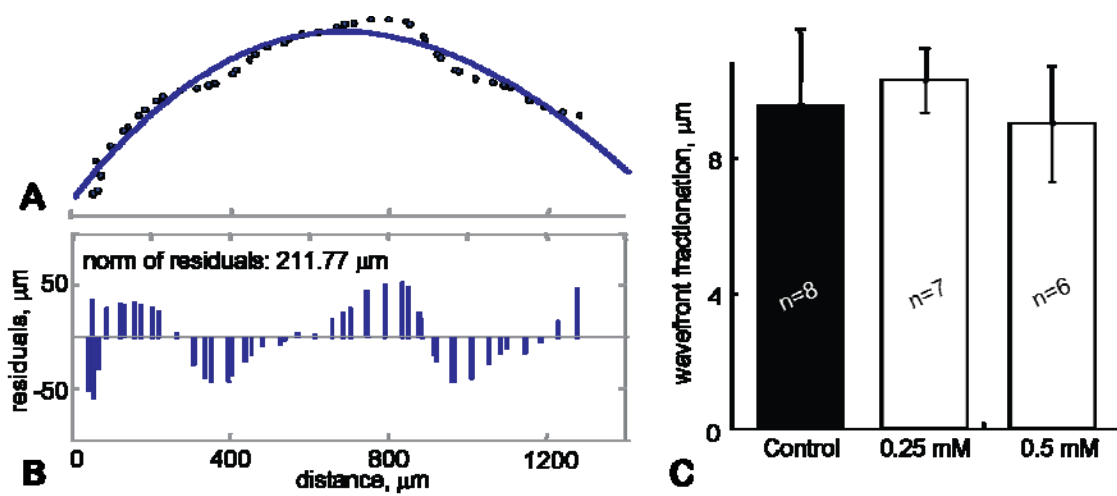 A
norm of residuals: 211.77 μm
50
-50
residuals, μm
0
400
800
1200
distance, μm
B
wavefront fractionation, μm
8
4
0
n=8
n=7
n=6
Control
0.25 mM
0.5 mM
C